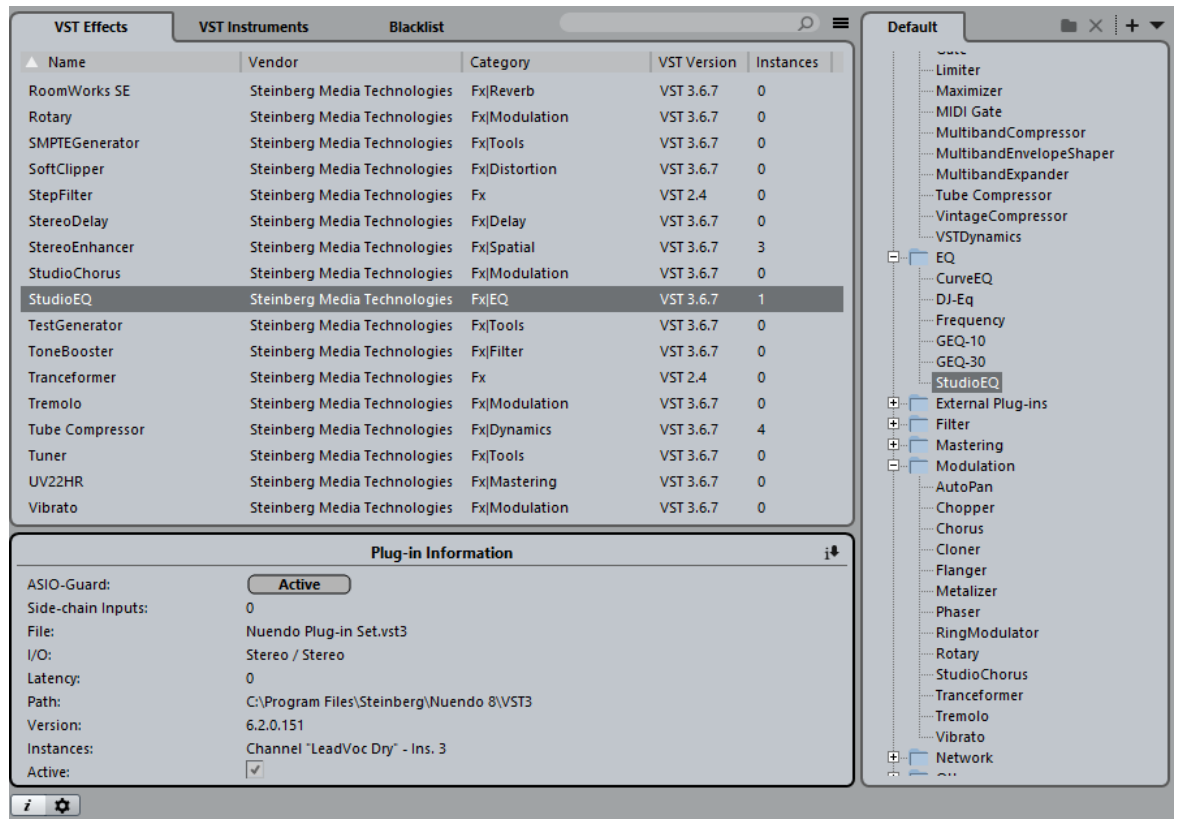 VST Effects VST Instruments Blacklist
Name Vendor Category VST Version Instances
RoomWorks SE Steinberg Media Technologies Fx|Reverb VST 3.6.7 0
Rotary Steinberg Media Technologies Fx|Modulation VST 3.6.7 0
SMPTEGenerator Steinberg Media Technologies Fx|Tools VST 3.6.7 0
SoftClipper Steinberg Media Technologies Fx|Distortion VST 3.6.7 0
StepFilter Steinberg Media Technologies Fx VST 2.4 0
StereoDelay Steinberg Media Technologies Fx|Delay VST 3.6.7 0
StereoEnhancer Steinberg Media Technologies Fx|Spatial VST 3.6.7 3
StudioChorus Steinberg Media Technologies Fx|Modulation VST 3.6.7 0
StudioEQ Steinberg Media Technologies Fx|EQ VST 3.6.7 1
TestGenerator Steinberg Media Technologies Fx|Tools VST 3.6.7 0
ToneBooster Steinberg Media Technologies Fx|Filter VST 3.6.7 0
Tranceformer Steinberg Media Technologies Fx VST 2.4 0
Tremolo Steinberg Media Technologies Fx|Modulation VST 3.6.7 0
Tube Compressor Steinberg Media Technologies Fx|Dynamics VST 3.6.7 4
Tuner Steinberg Media Technologies Fx|Tools VST 3.6.7 0
UV22HR Steinberg Media Technologies Fx|Mastering VST 3.6.7 0
Vibrato Steinberg Media Technologies Fx|Modulation VST 3.6.7 0
Plug-in Information
ASIO-Guard: Active
Side-chain Inputs: 0
File: Nuendo Plug-in Set.vst3
I/O: Stereo / Stereo
Latency: 0
Path: C:\Program Files\Steinberg\Nuendo 8\VST3
Version: 6.2.0.151
Instances: Channel "LeadVoc Dry" - Ins. 3
Active:
i
Default
Limiter
Maximizer
MIDI Gate
MultibandCompressor
MultibandEnvelopeShaper
MultibandExpander
Tube Compressor
VintageCompressor
VSTDynamics
EQ
CurveEQ
DJ-Eq
Frequency
GEQ-10
GEQ-30
StudioEQ
External Plug-ins
Filter
Mastering
Modulation
AutoPan
Chopper
Chorus
Cloner
Flanger
Metalizer
Phaser
RingModulator
Rotary
StudioChorus
Tranceformer
Tremolo
Vibrato
Network